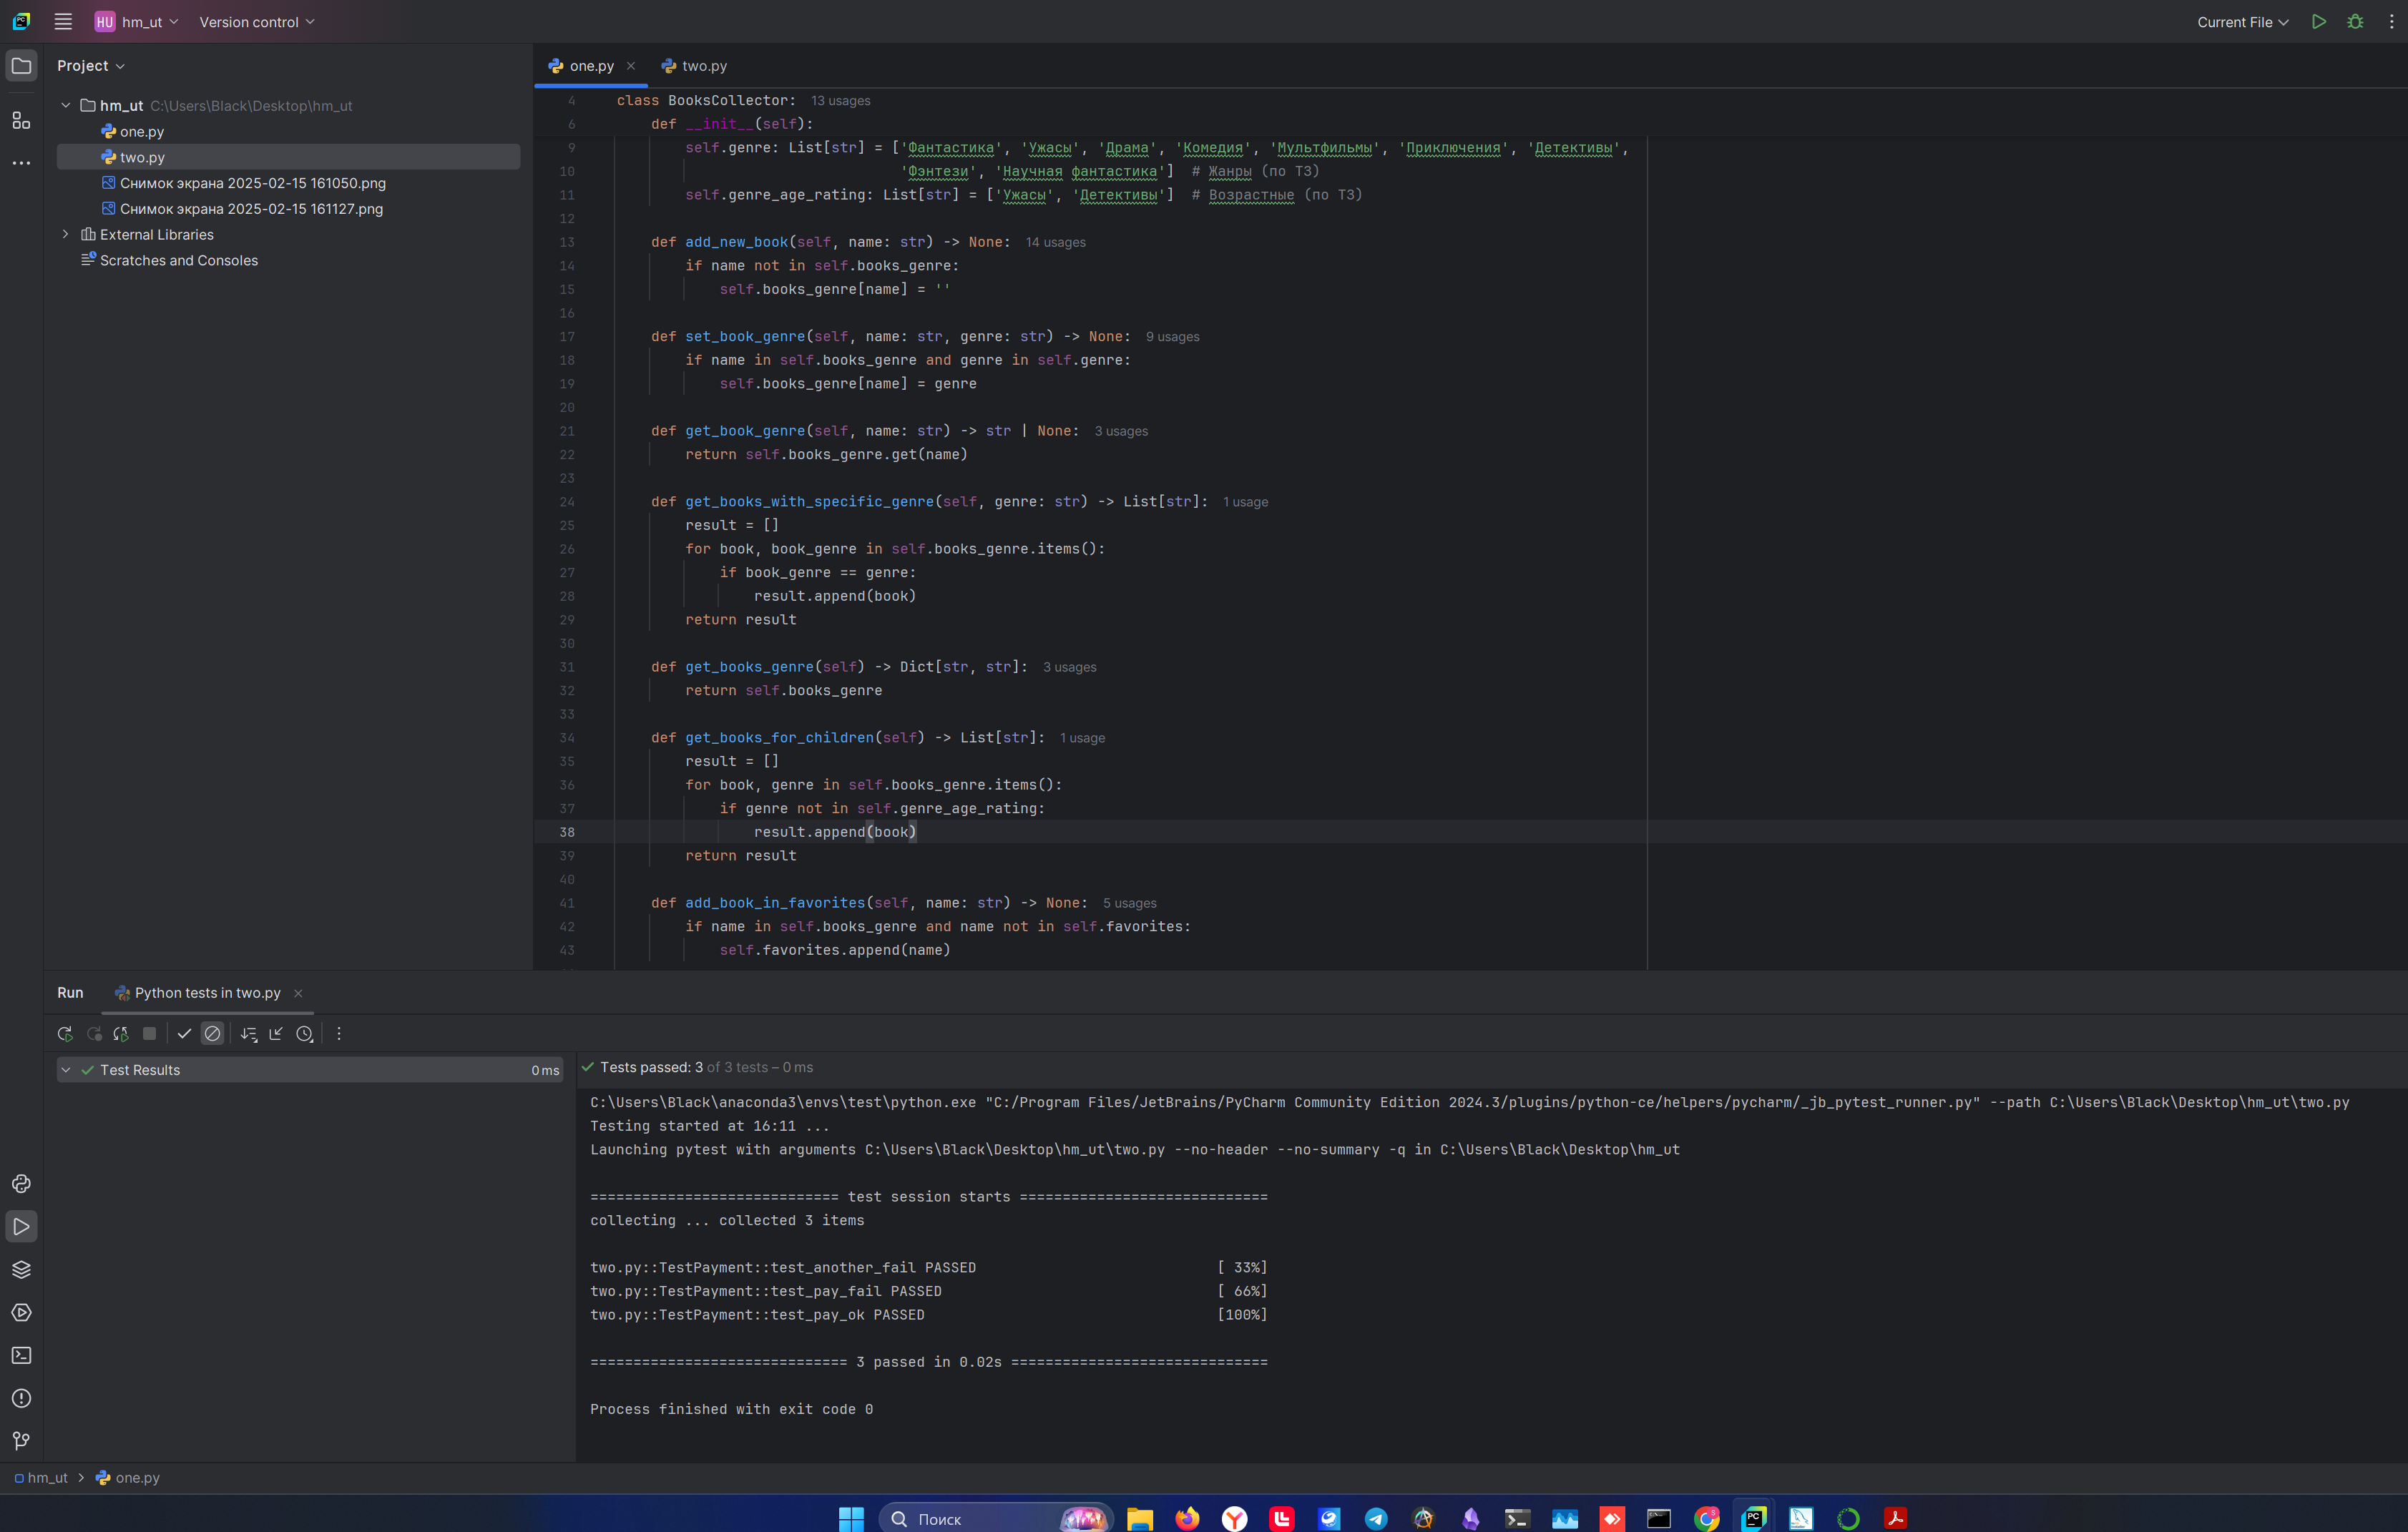 HU hm_ut Version control Current File
Project
hm_ut C:\Users\Black\Desktop\hm_ut
one.py
two.py
Снимок экрана 2025-02-15 161050.png
Снимок экрана 2025-02-15 161127.png
External Libraries
Scratches and Consoles
one.py two.py
4 class BooksCollector: 13 usages
6 def __init__(self):
9 self.genre: List[str] = ['Фантастика', 'Ужасы', 'Драма', 'Комедия', 'Мультфильмы', 'Приключения', 'Детективы',
10 'Фэнтези', 'Научная фантастика'] # Жанры (по ТЗ)
11 self.genre_age_rating: List[str] = ['Ужасы', 'Детективы'] # Возрастные (по ТЗ)
12
13 def add_new_book(self, name: str) -> None: 14 usages
14 if name not in self.books_genre:
15 self.books_genre[name] = ''
16
17 def set_book_genre(self, name: str, genre: str) -> None: 9 usages
18 if name in self.books_genre and genre in self.genre:
19 self.books_genre[name] = genre
20
21 def get_book_genre(self, name: str) -> str | None: 3 usages
22 return self.books_genre.get(name)
23
24 def get_books_with_specific_genre(self, genre: str) -> List[str]: 1 usage
25 result = []
26 for book, book_genre in self.books_genre.items():
27 if book_genre == genre:
28 result.append(book)
29 return result
30
31 def get_books_genre(self) -> Dict[str, str]: 3 usages
32 return self.books_genre
33
34 def get_books_for_children(self) -> List[str]: 1 usage
35 result = []
36 for book, genre in self.books_genre.items():
37 if genre not in self.genre_age_rating:
38 result.append(book)
39 return result
40
41 def add_book_in_favorites(self, name: str) -> None: 5 usages
42 if name in self.books_genre and name not in self.favorites:
43 self.favorites.append(name)
Run Python tests in two.py
Test Results 0 ms
Tests passed: 3 of 3 tests – 0 ms
C:\Users\Black\anaconda3\envs\test\python.exe "C:/Program Files/JetBrains/PyCharm Community Edition 2024.3/plugins/python-ce/helpers/pycharm/_jb_pytest_runner.py" --path C:\Users\Black\Desktop\hm_ut\two.py
Testing started at 16:11 ...
Launching pytest with arguments C:\Users\Black\Desktop\hm_ut\two.py --no-header --no-summary -q in C:\Users\Black\Desktop\hm_ut
============================= test session starts =============================
collecting ... collected 3 items
two.py::TestPayment::test_another_fail PASSED [ 33%]
two.py::TestPayment::test_pay_fail PASSED [ 66%]
two.py::TestPayment::test_pay_ok PASSED [100%]
============================== 3 passed in 0.02s ==============================
Process finished with exit code 0
hm_ut > one.py
Поиск